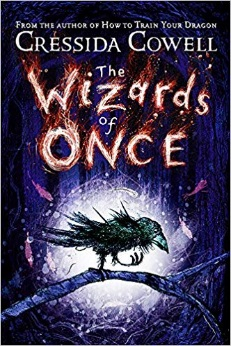 FROM THE AUTHOR OF HOW TO TRAIN YOUR DRAGON
CRESSIDA COWELL
The
Wizards
of
ONCE